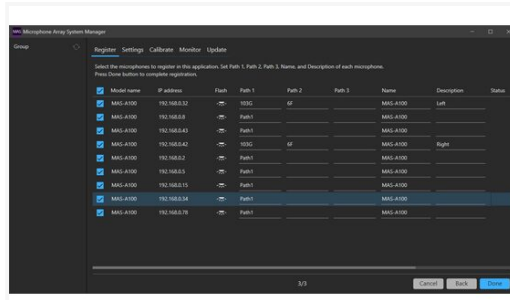 Microphone Array System Manager
Group
Register Settings Calibrate Monitor Update
Select the microphones to register in this application. Set Path 1, Path 2, Path 3, Name, and Description of each microphone.
Press Done button to complete registration.
Model name IP address Flash Path 1 Path 2 Path 3 Name Description Status
MAS-A100 192.168.0.32 103G 6F MAS-A100 Left
MAS-A100 192.168.0.8 Path1 MAS-A100
MAS-A100 192.168.0.43 Path1 MAS-A100
MAS-A100 192.168.0.42 103G 6F MAS-A100 Right
MAS-A100 192.168.0.2 Path1 MAS-A100
MAS-A100 192.168.0.5 Path1 MAS-A100
MAS-A100 192.168.0.15 Path1 MAS-A100
MAS-A100 192.168.0.34 Path1 MAS-A100
MAS-A100 192.168.0.78 Path1 MAS-A100
3/3
Cancel Back Done